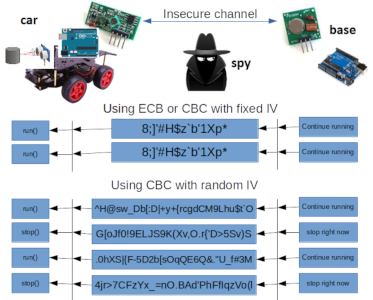 Insecure channel
car
base
spy
Using ECB or CBC with fixed IV
run() 8;]'#H$z`b'1Xp* Continue running
run() 8;]'#H$z`b'1Xp* Continue running
Using CBC with random IV
run() ^H@sw_Db[:D]+y+{rcgdCM9Lhu$t`O Continue running
stop() G[oJf0!9ELJS9K(Xv,O.r{'D>5Sv)S stop right now
run() .0hXS|{F-5D2b[sOqQE6Q&."U_f#3M Continue running
stop() 4jr>7CFzYx_=nO.BAd'PhFfIqzVo(l stop right now